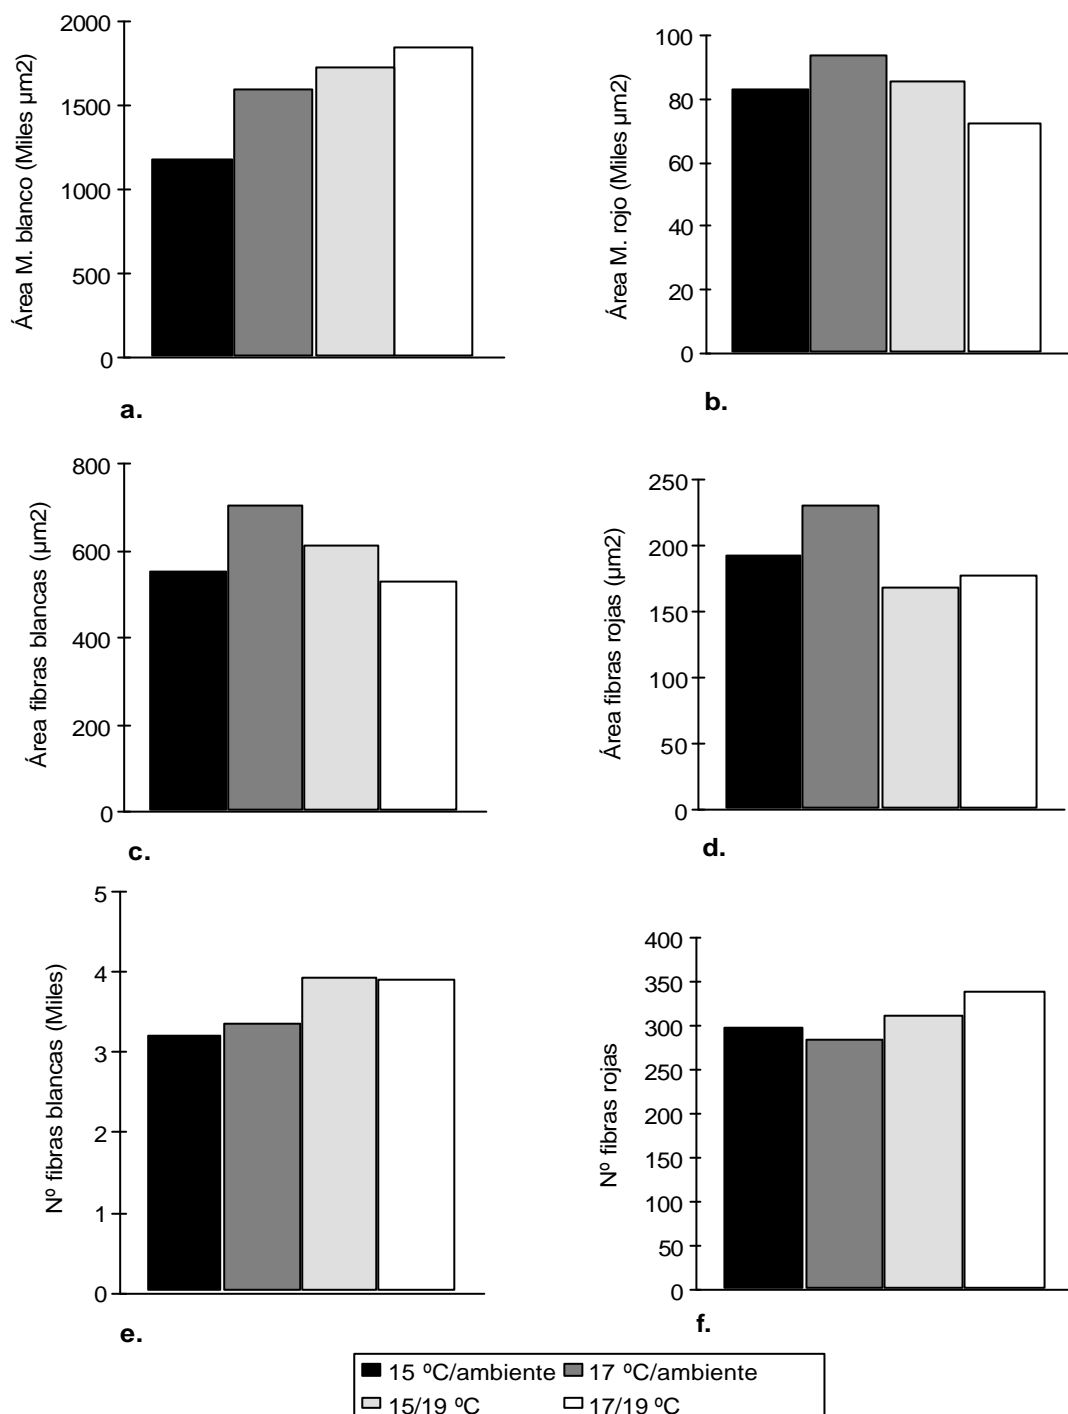 Área M. blanco (Miles µm2)
2000
1500
1000
500
0
a.
Área M. rojo (Miles µm2)
100
80
60
40
20
0
b.
Área fibras blancas (µm2)
800
600
400
200
0
c.
Área fibras rojas (µm2)
250
200
150
100
50
0
d.
Nº fibras blancas (Miles)
5
4
3
2
1
0
e.
Nº fibras rojas
400
350
300
250
200
150
100
50
0
f.
15 ºC/ambiente 17 ºC/ambiente
15/19 ºC 17/19 ºC